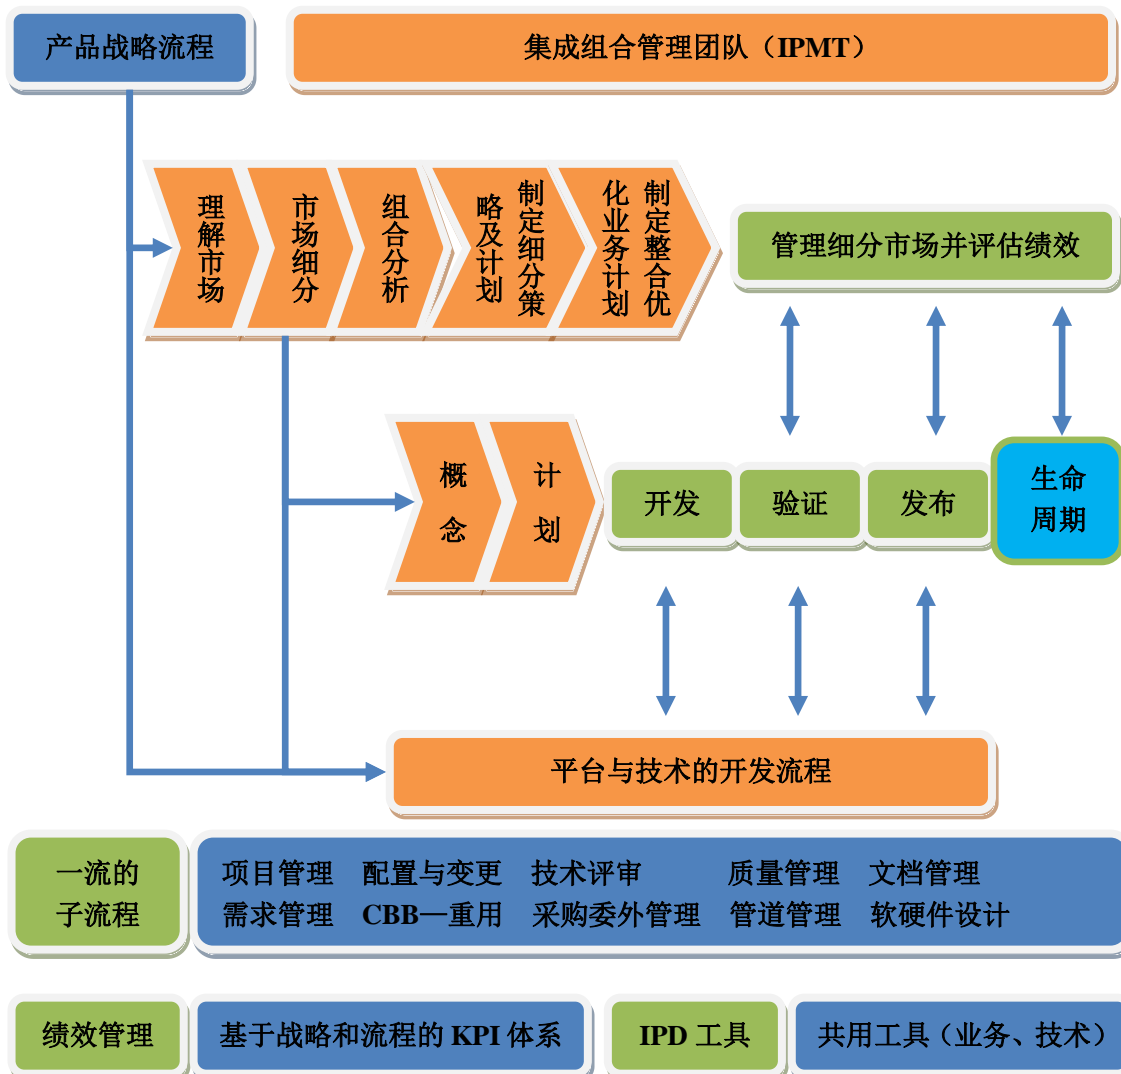 产品战略流程
集成组合管理团队（IPMT）
理解市场
市场细分
组合分析
制定细分策
略及计划
制定整合优
化业务计划
管理细分市场并评估绩效
概念
计划
开发
验证
发布
生命
周期
平台与技术的开发流程
一流的
子流程
项目管理 配置与变更 技术评审 质量管理 文档管理
需求管理 CBB—重用 采购委外管理 管道管理 软硬件设计
绩效管理
基于战略和流程的 KPI 体系
IPD 工具
共用工具（业务、技术）